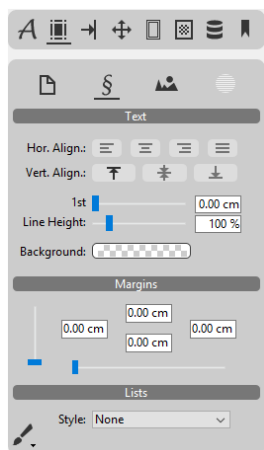 A
§
Text
Hor. Align.:
Vert. Align.:
1st 0.00 cm
Line Height: 100 %
Background:
Margins
0.00 cm
0.00 cm 0.00 cm
0.00 cm
Lists
Style: None